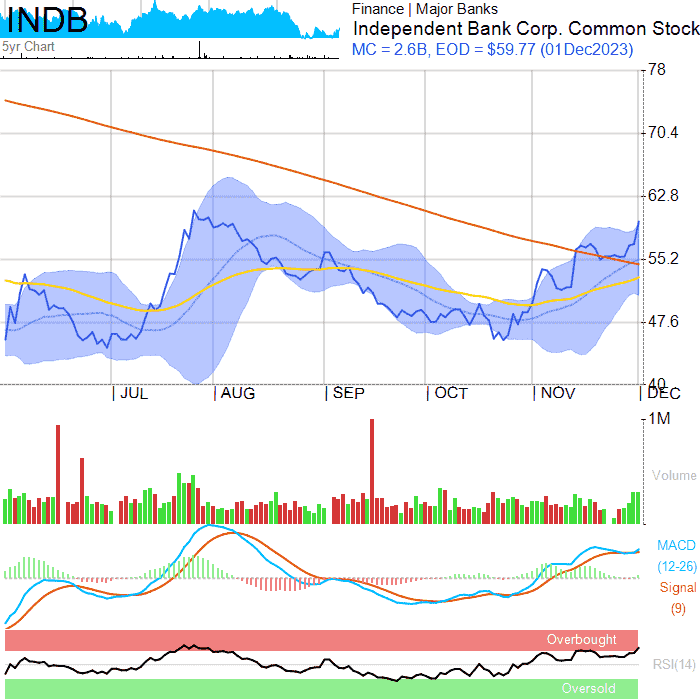 INDB
5yr Chart
Finance | Major Banks
Independent Bank Corp. Common Stock
MC = 2.6B, EOD = $59.77 (01Dec2023)
78
70.4
62.8
55.2
47.6
40
JUL AUG SEP OCT NOV DEC
1M
Volume
MACD
(12-26)
Signal
(9)
Overbought
RSI(14)
Oversold